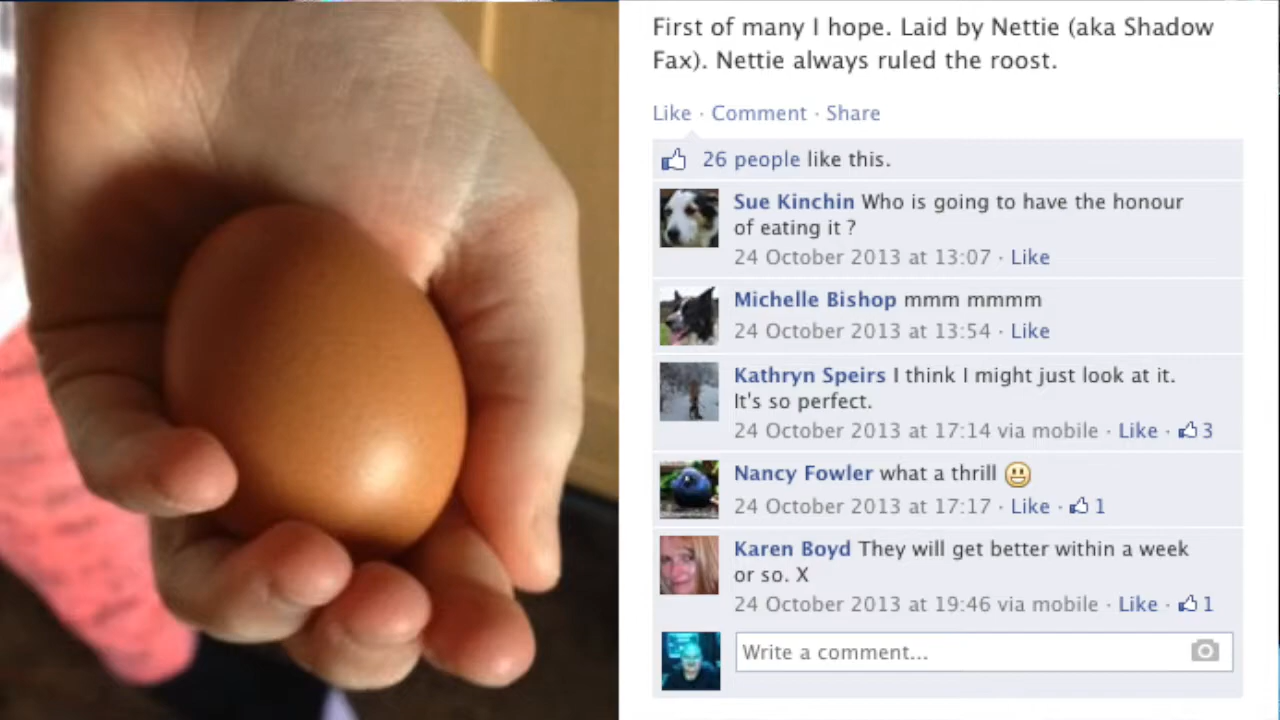 First of many I hope. Laid by Nettie (aka Shadow
Fax). Nettie always ruled the roost.
Like · Comment · Share
26 people like this.
Sue Kinchin Who is going to have the honour
of eating it ?
24 October 2013 at 13:07 · Like
Michelle Bishop mmm mmmm
24 October 2013 at 13:54 · Like
Kathryn Speirs I think I might just look at it.
It's so perfect.
24 October 2013 at 17:14 via mobile · Like · 3
Nancy Fowler what a thrill
24 October 2013 at 17:17 · Like · 1
Karen Boyd They will get better within a week
or so. X
24 October 2013 at 19:46 via mobile · Like · 1
Write a comment...